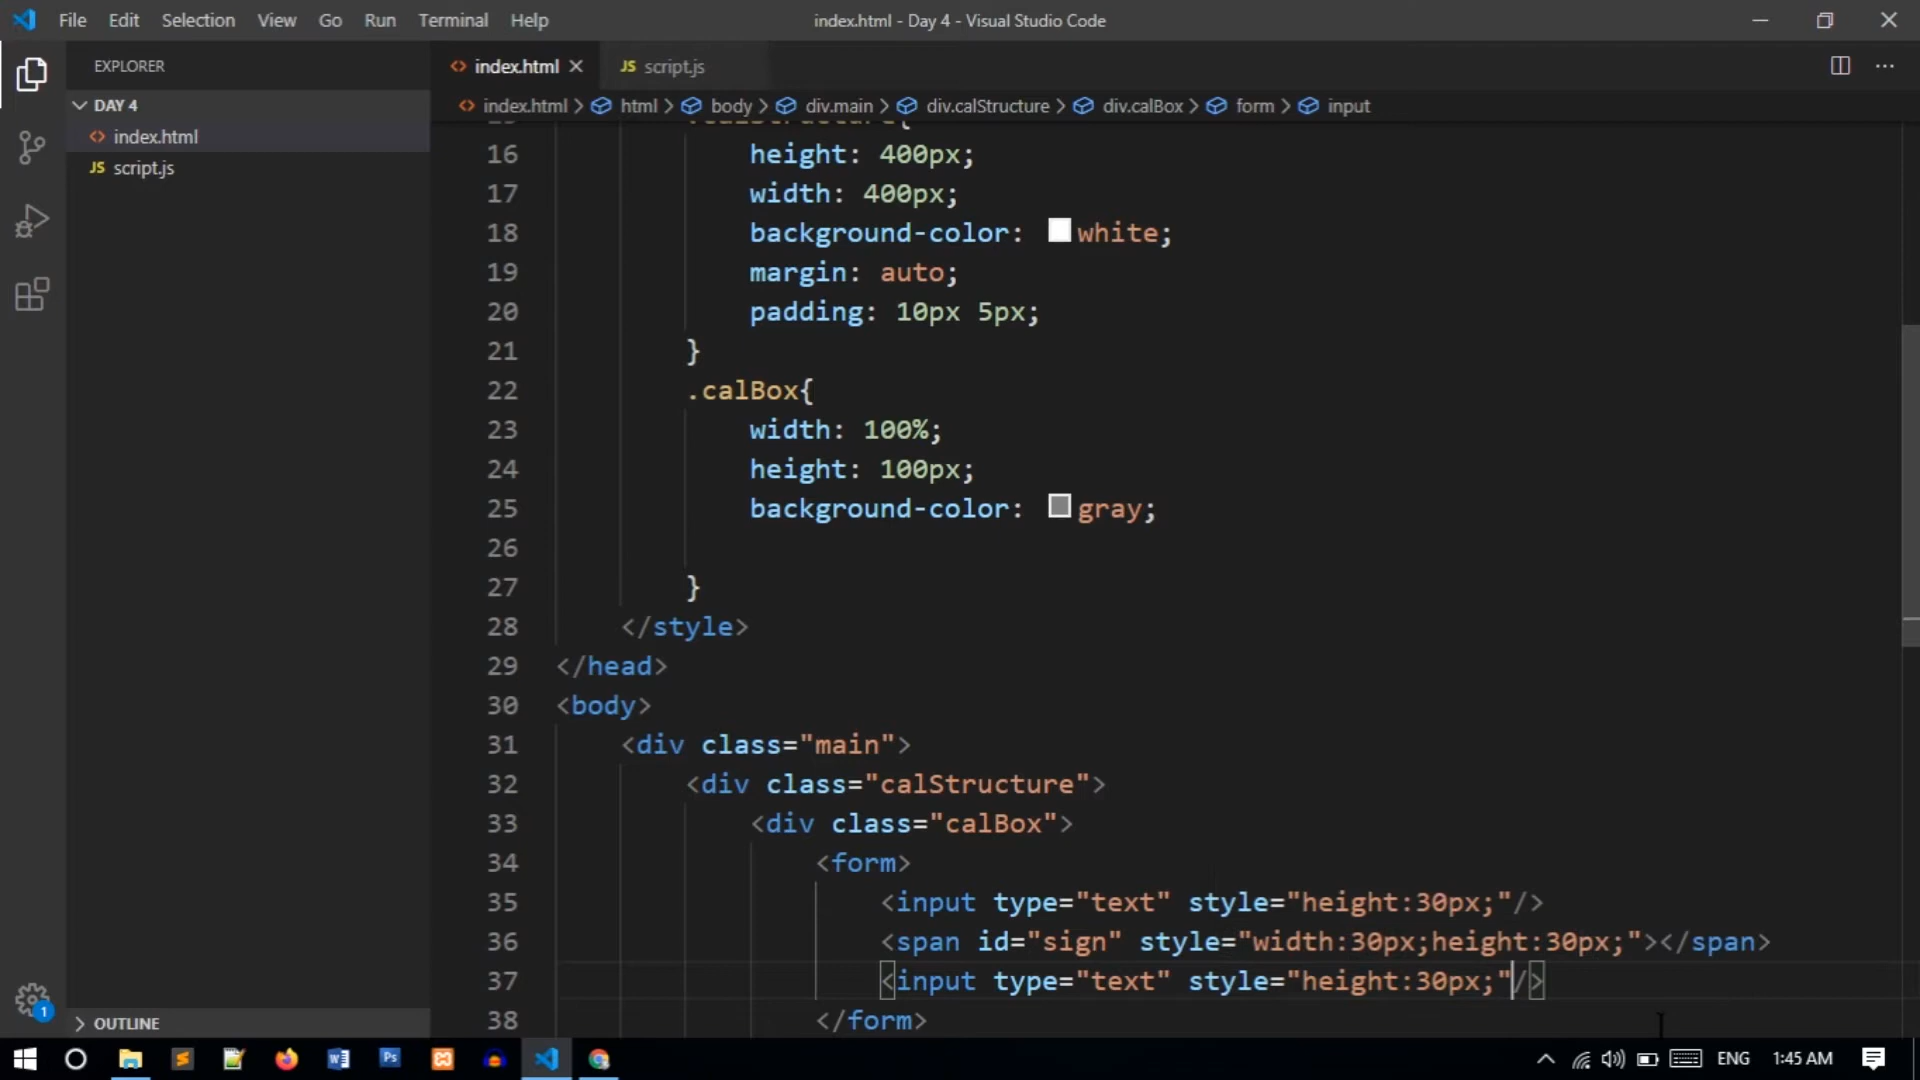 File Edit Selection View Go Run Terminal Help
index.html - Day 4 - Visual Studio Code
EXPLORER
DAY 4
index.html
JS script.js
OUTLINE
1
index.html
JS script.js
index.html > html > body > div.main > div.calStructure > div.calBox > form > input
16 height: 400px;
17 width: 400px;
18 background-color: white;
19 margin: auto;
20 padding: 10px 5px;
21 }
22 .calBox{
23 width: 100%;
24 height: 100px;
25 background-color: gray;
26
27 }
28 </style>
29 </head>
30 <body>
31 <div class="main">
32 <div class="calStructure">
33 <div class="calBox">
34 <form>
35 <input type="text" style="height:30px;"/>
36 <span id="sign" style="width:30px;height:30px;"></span>
37 <input type="text" style="height:30px;"/>
38 </form>
ENG 1:45 AM